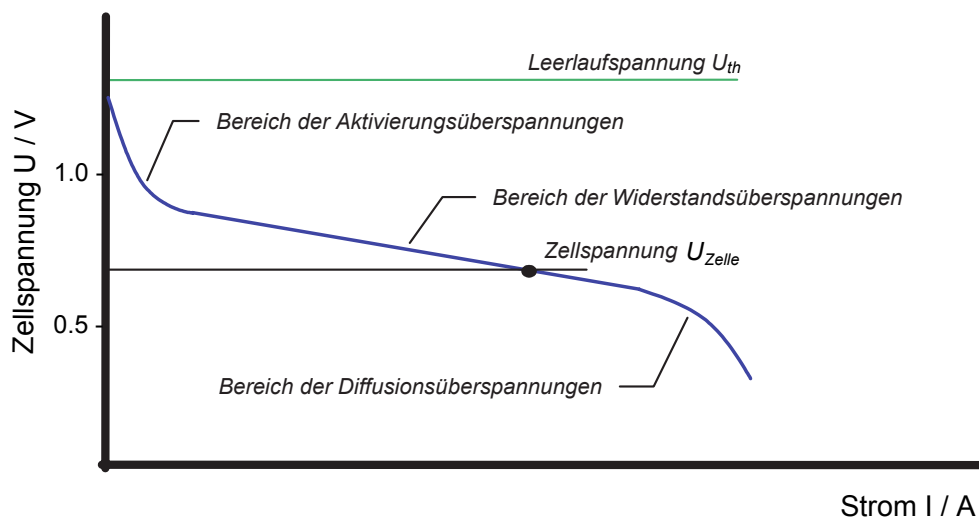 Leerlaufspannung Uth
Bereich der Aktivierungsüberspannungen
1.0
Bereich der Widerstandsüberspannungen
Zellspannung UZelle
0.5
Bereich der Diffusionsüberspannungen
Zellspannung U / V
Strom I / A